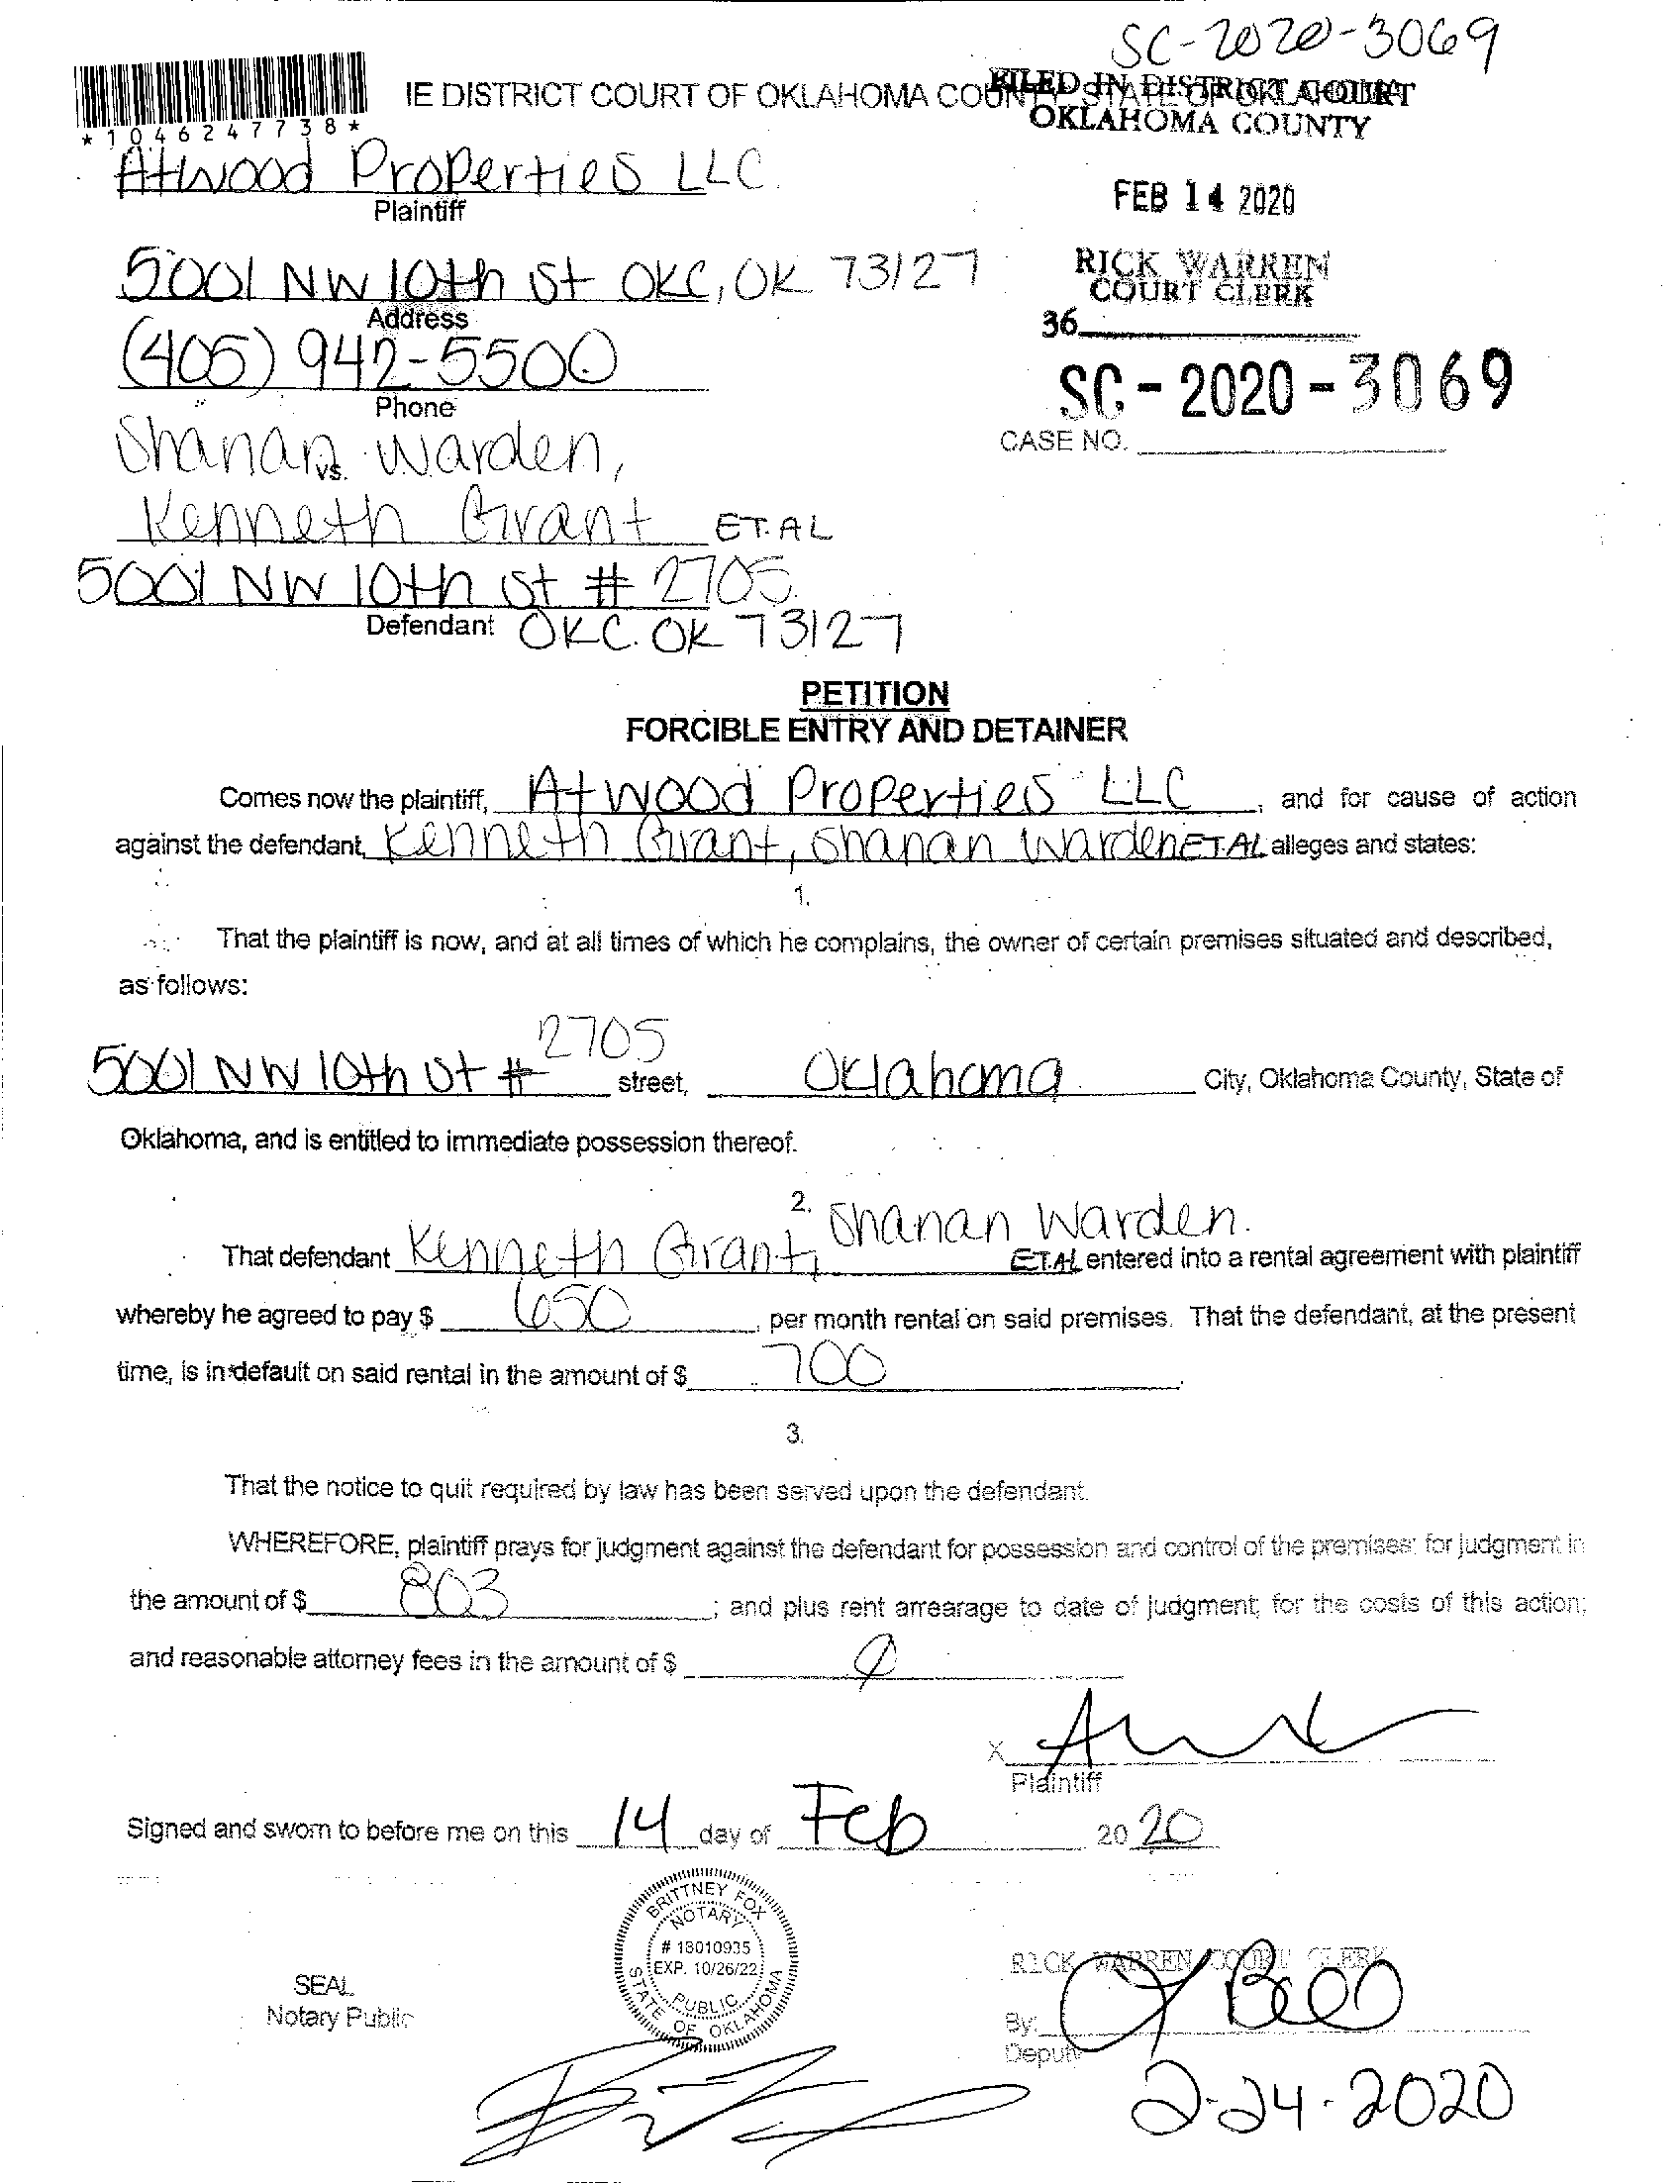 SC-2020-3069
IE DISTRICT COURT OF OKLAHOMA COUNTY, STATE OF OKLAHOMA
FILED IN DISTRICT COURT
OKLAHOMA COUNTY
*1046247738*
Atwood Properties LLC.
Plaintiff
FEB 14 2020
5001 NW 10th St OKC, OK 73127
Address
RICK WARREN
COURT CLERK
36
(405) 942-5500
Phone
SC-2020-3069
CASE NO.
Shanan Warden,
vs.
Kenneth Grant ET.AL
5001 NW 10th St # 2705
Defendant OKC. OK 73127
PETITION
FORCIBLE ENTRY AND DETAINER
Comes now the plaintiff, Atwood Properties LLC, and for cause of action
against the defendant, Kenneth Grant, Shanan Warden ET.AL alleges and states:
1.
That the plaintiff is now, and at all times of which he complains, the owner of certain premises situated and described,
as follows:
5001 NW 10th St # 2705 street, Oklahoma City, Oklahoma County, State of
Oklahoma, and is entitled to immediate possession thereof.
2.
That defendant Kenneth Grant, Shanan Warden. ET.AL entered into a rental agreement with plaintiff
whereby he agreed to pay $ 650, per month rental on said premises. That the defendant, at the present
time, is in default on said rental in the amount of $ 700.
3.
That the notice to quit required by law has been served upon the defendant.
WHEREFORE, plaintiff prays for judgment against the defendant for possession and control of the premises: for judgment in
the amount of $ 803; and plus rent arrearage to date of judgment; for the costs of this action;
and reasonable attorney fees in the amount of $
X
Plaintiff
Signed and sworn to before me on this 14 day of Feb 2020
BRITTNEY FOX
NOTARY
# 18010935
EXP. 10/26/22
PUBLIC
STATE OF OKLAHOMA
SEAL
Notary Public
RICK WARREN COURT CLERK
By:
Deputy
2-24-2020